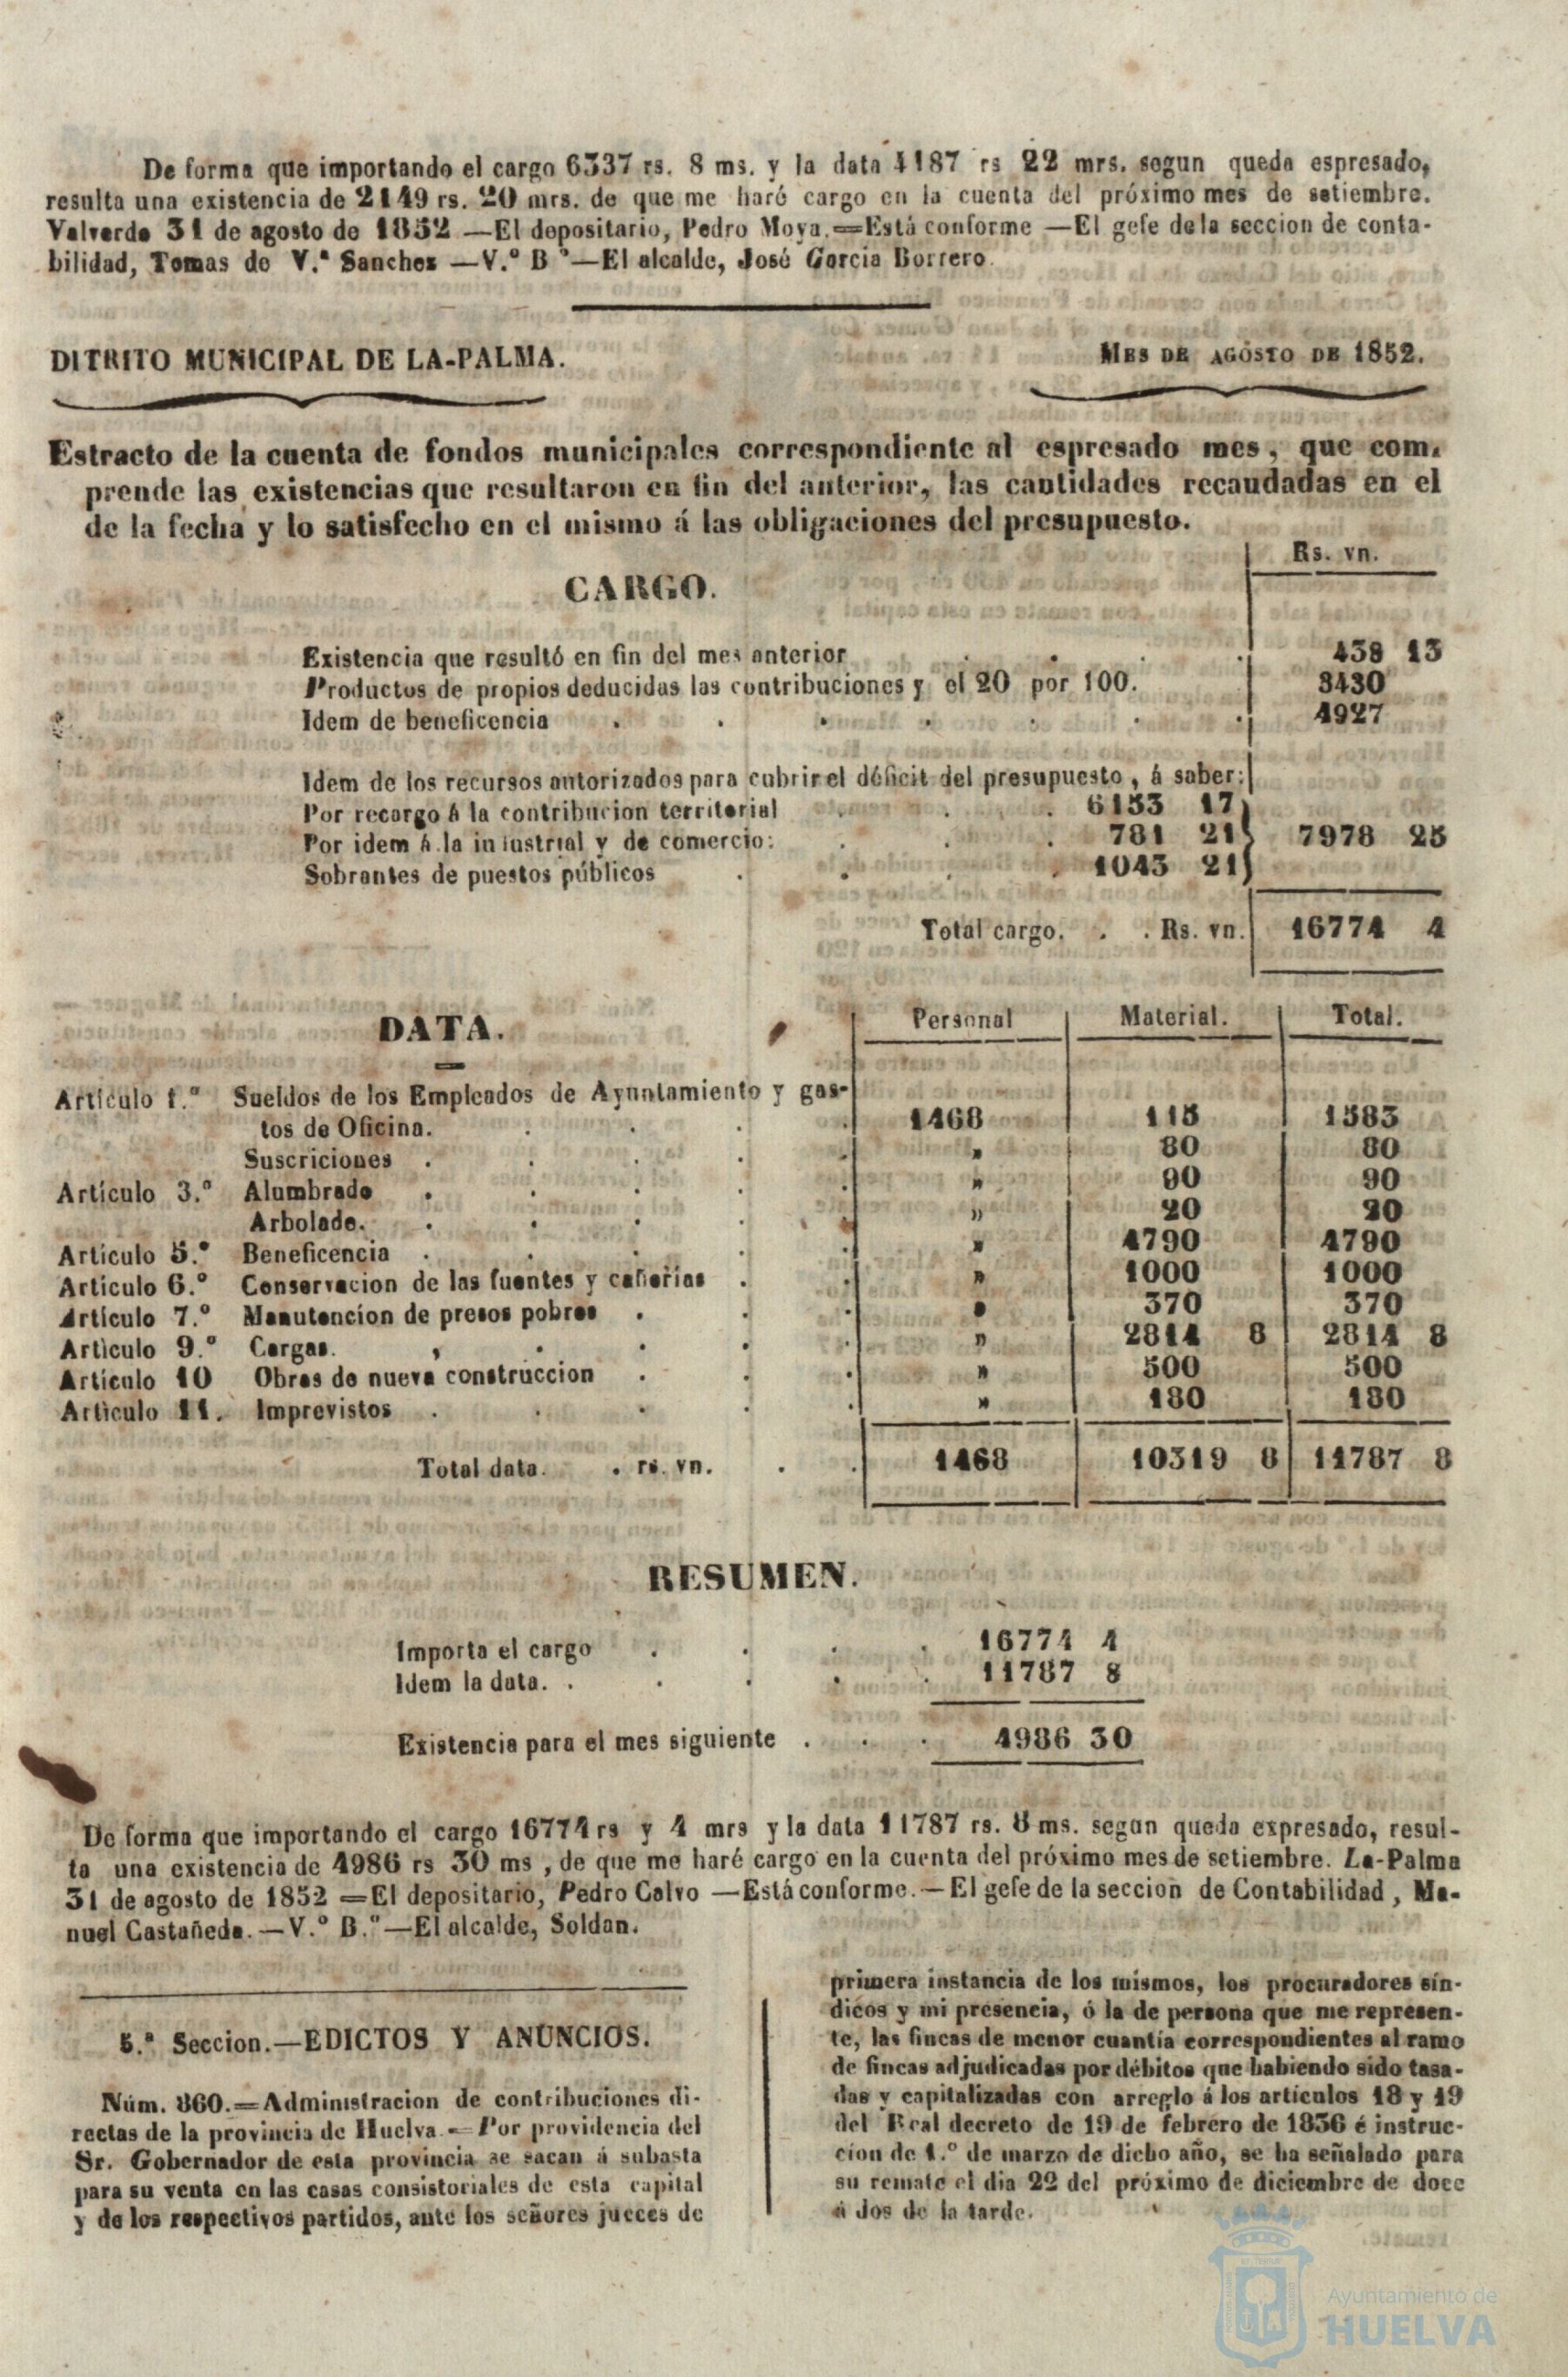 De forma que importando el cargo 6337 rs. 8 ms. y la data 4187 rs 22 mrs. segun queda espresado,
resulta una existencia de 2149 rs. 20 mrs. de que me haré cargo en la cuenta del próximo mes de setiembre.
Valverde 31 de agosto de 1852 —El depositario, Pedro Moya.=Está conforme —El gefe de la seccion de conta-
bilidad, Tomas de V.ª Sanchez —V.º B º—El alcalde, José Garcia Borrero.
DITRITO MUNICIPAL DE LA-PALMA.
MES DE AGOSTO DE 1852.
Estracto de la cuenta de fondos municipales correspondiente al espresado mes, que com.
prende las existencias que resultaron en fin del anterior, las cantidades recaudadas en el
de la fecha y lo satisfecho en el mismo á las obligaciones del presupuesto.
Rs. vn.
CARGO.
Existencia que resultó en fin del mes anterior . . . . 438 13
Productos de propios deducidas las contribuciones y el 20 por 100. 3430
Idem de beneficencia . . . . . . . 4927
Idem de los recursos autorizados para cubrir el déficit del presupuesto, á saber:
Por recargo á la contribucion territorial . . . 6153 17
Por idem á la industrial y de comercio: . . . 781 21 } 7978 25
Sobrantes de puestos públicos . . . . 1043 21
Total cargo. . . Rs. vn. 16774 4
DATA.
Personal Material. Total.
Artículo 1.º Sueldos de los Empleados de Ayuntamiento y gas-
tos de Oficina. . . . . 1468 115 1583
Suscriciones . . . . . » 80 80
Artículo 3.º Alumbrado . . . . . » 90 90
Arbolado. . . . . . » 20 20
Artículo 5.º Beneficencia . . . . . » 4790 4790
Artículo 6.º Conservacion de las fuentes y cañerias . . » 1000 1000
Artículo 7.º Manutencion de presos pobres . . . » 370 370
Artículo 9.º Cargas. , . . . . » 2814 8 2814 8
Artículo 10 Obras de nueva construccion . . . » 500 500
Artículo 11. Imprevistos . . . . . » 180 180
Total data. . rs. vn. . . 1468 10319 8 11787 8
RESUMEN.
Importa el cargo . . . . 16774 4
Idem la data. . . . . . 11787 8
Existencia para el mes siguiente . . . 4986 30
De forma que importando el cargo 16774 rs y 4 mrs y la data 11787 rs. 8 ms. segun queda expresado, resul-
ta una existencia de 4986 rs 30 ms, de que me haré cargo en la cuenta del próximo mes de setiembre. La-Palma
31 de agosto de 1852 =El depositario, Pedro Calvo —Está conforme.—El gefe de la seccion de Contabilidad, Ma-
nuel Castañeda.—V.º B.º—El alcalde, Soldan.
5.ª Seccion.—EDICTOS Y ANUNCIOS.
Núm. 860.=Administracion de contribuciones di-
rectas de la provincia de Huelva.=Por providencia del
Sr. Gobernador de esta provincia se sacan á subasta
para su venta en las casas consistoriales de esta capital
y de los respectivos partidos, ante los señores jueces de
primera instancia de los mismos, los procuradores sin-
dicos y mi presencia, ó la de persona que me represen-
te, las fincas de menor cuantía correspondientes al ramo
de fincas adjudicadas por débitos que habiendo sido tasa-
das y capitalizadas con arreglo á los artículos 18 y 19
del Real decreto de 19 de febrero de 1836 é instruc-
cion de 1.º de marzo de dicho año, se ha señalado para
su remate el dia 22 del próximo de diciembre de doce
á dos de la tarde.
Ayuntamiento de
HUELVA